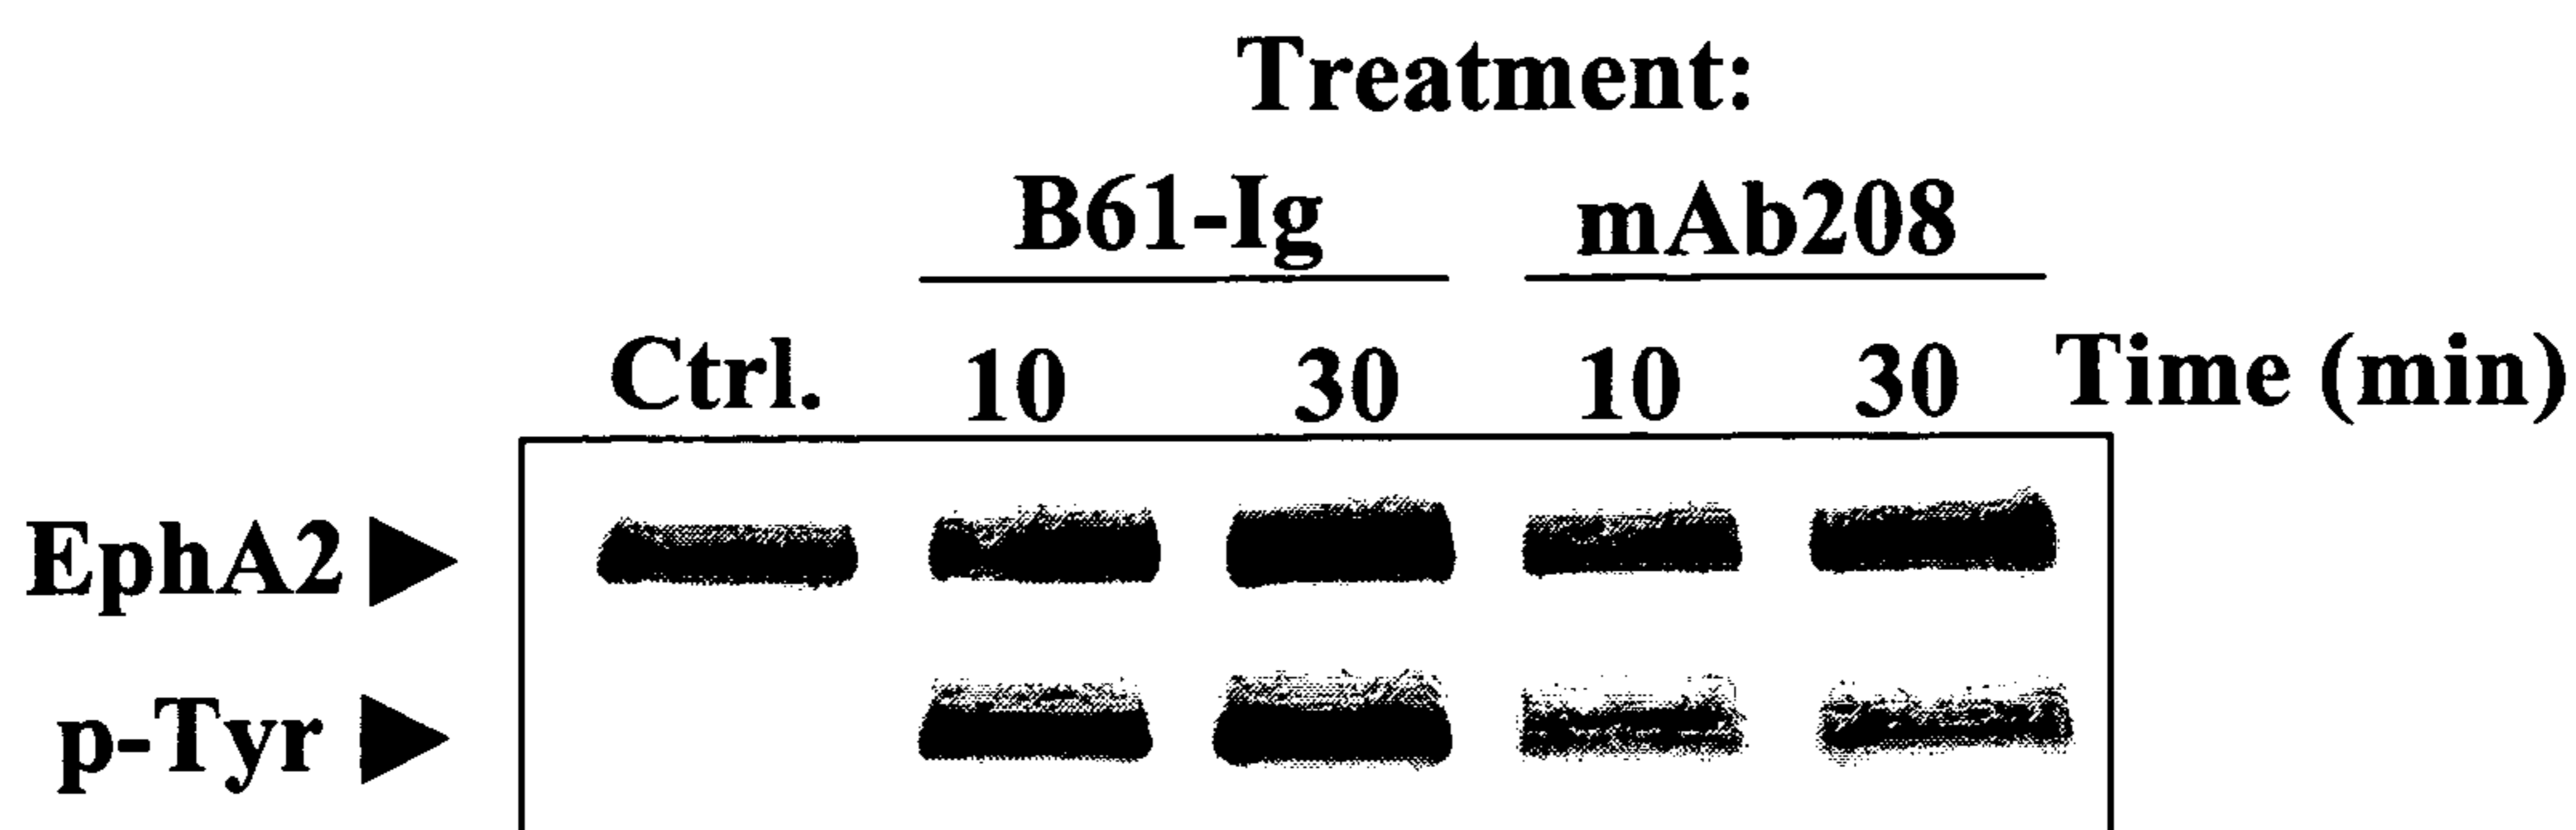 Treatment:
B61-Ig mAb208
Ctrl. 10 30 10 30 Time (min)
EphA2
p-Tyr